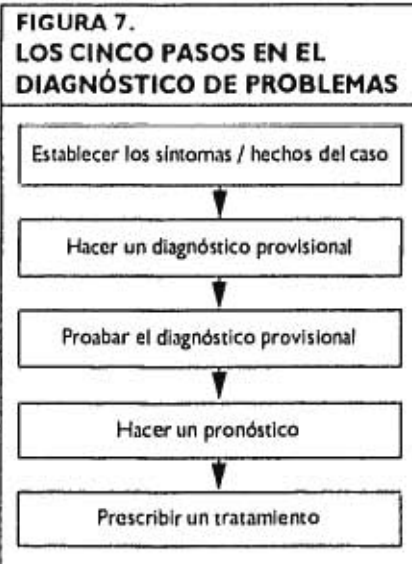 FIGURA 7.
LOS CINCO PASOS EN EL
DIAGNÓSTICO DE PROBLEMAS
Establecer los síntomas / hechos del caso
Hacer un diagnóstico provisional
Proabar el diagnóstico provisional
Hacer un pronóstico
Prescribir un tratamiento